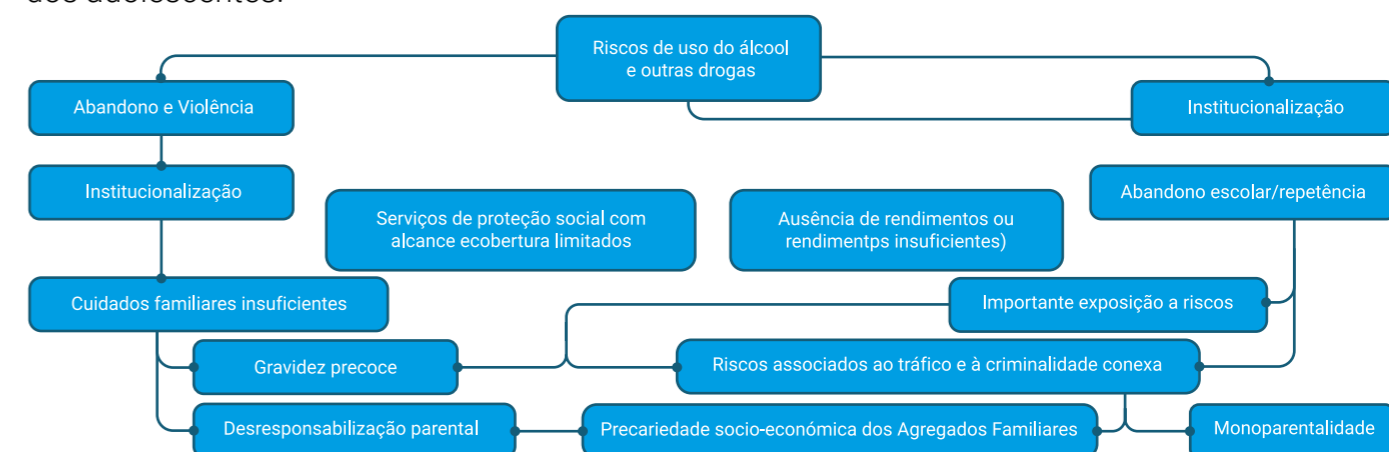 dos adolescentes.
Riscos de uso do álcool
e outras drogas
Abandono e Violência
Institucionalização
Institucionalização
Abandono escolar/repetência
Serviços de proteção social com
alcance ecobertura limitados
Ausência de rendimentos ou
rendimentps insuficientes)
Cuidados familiares insuficientes
Importante exposição a riscos
Gravidez precoce
Riscos associados ao tráfico e à criminalidade conexa
Desresponsabilização parental
Precariedade socio-económica dos Agregados Familiares
Monoparentalidade